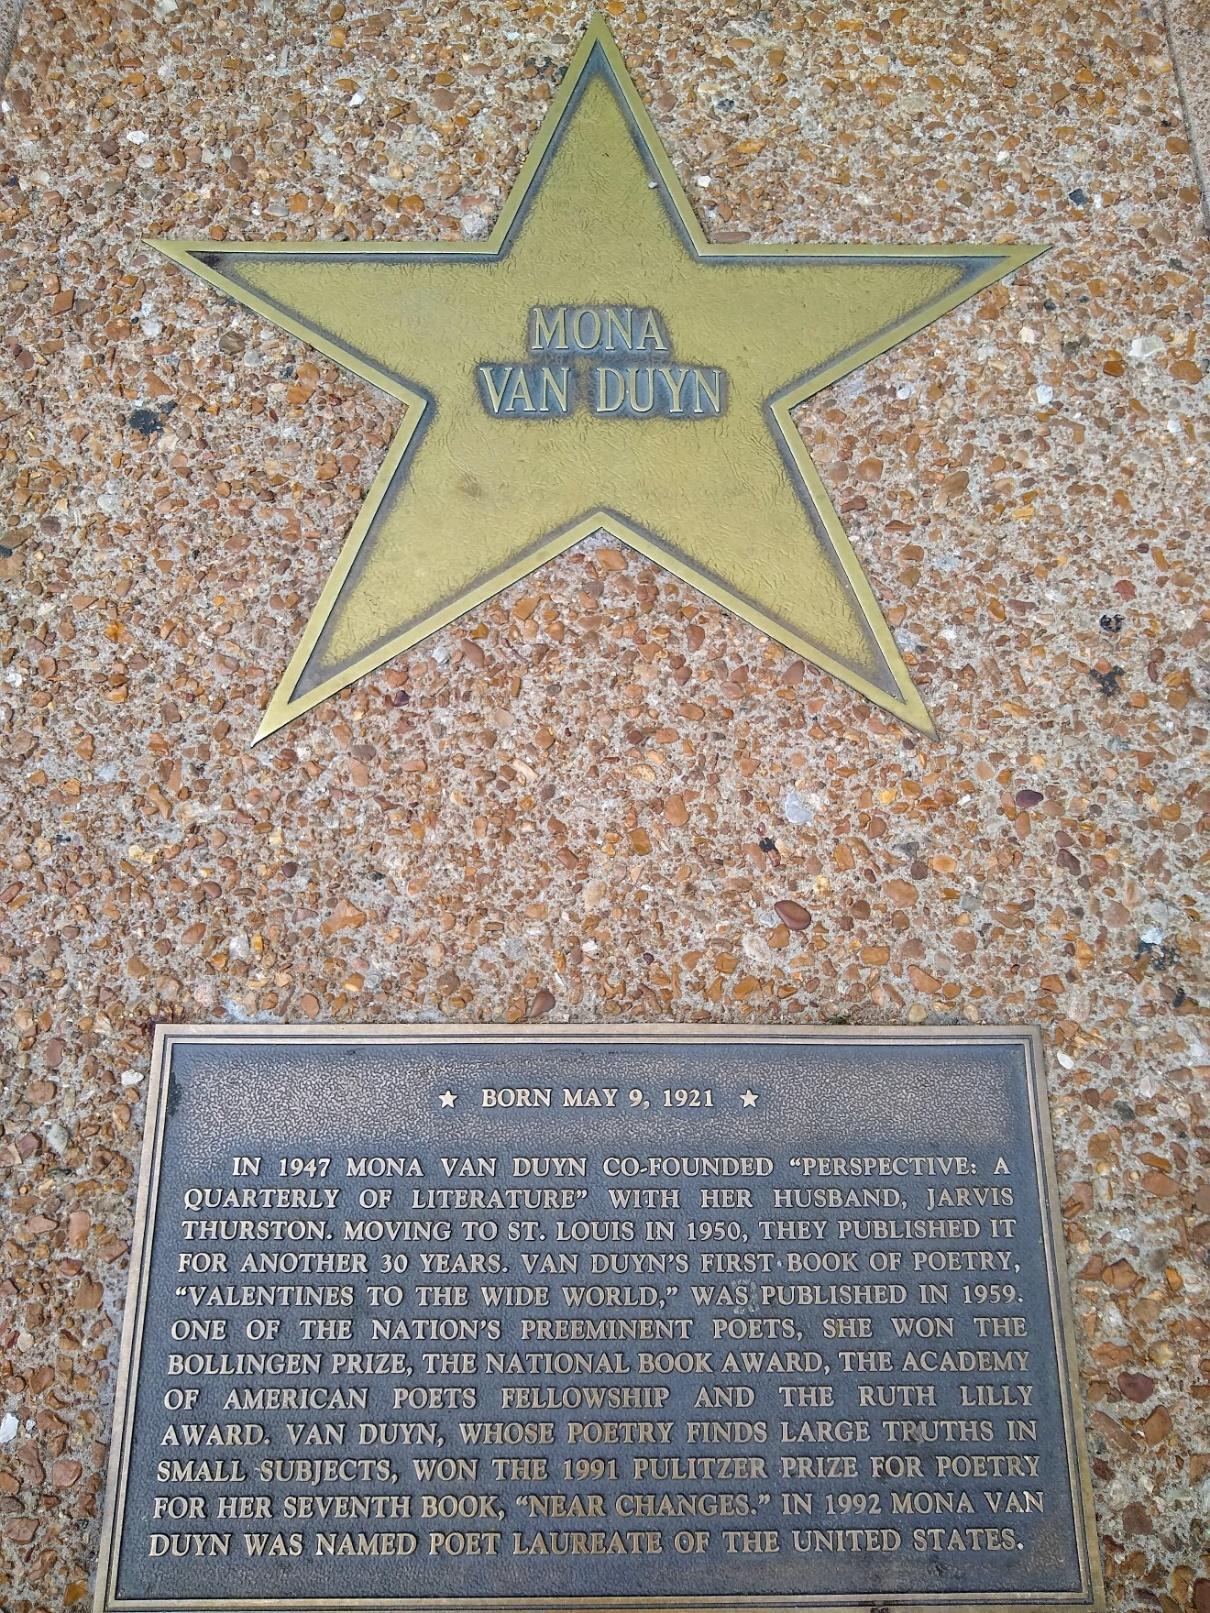 MONA
VAN DUYN
★ BORN MAY 9, 1921 ★
IN 1947 MONA VAN DUYN CO-FOUNDED “PERSPECTIVE: A
QUARTERLY OF LITERATURE” WITH HER HUSBAND, JARVIS
THURSTON. MOVING TO ST. LOUIS IN 1950, THEY PUBLISHED IT
FOR ANOTHER 30 YEARS. VAN DUYN’S FIRST BOOK OF POETRY,
“VALENTINES TO THE WIDE WORLD,” WAS PUBLISHED IN 1959.
ONE OF THE NATION’S PREEMINENT POETS, SHE WON THE
BOLLINGEN PRIZE, THE NATIONAL BOOK AWARD, THE ACADEMY
OF AMERICAN POETS FELLOWSHIP AND THE RUTH LILLY
AWARD. VAN DUYN, WHOSE POETRY FINDS LARGE TRUTHS IN
SMALL SUBJECTS, WON THE 1991 PULITZER PRIZE FOR POETRY
FOR HER SEVENTH BOOK, “NEAR CHANGES.” IN 1992 MONA VAN
DUYN WAS NAMED POET LAUREATE OF THE UNITED STATES.